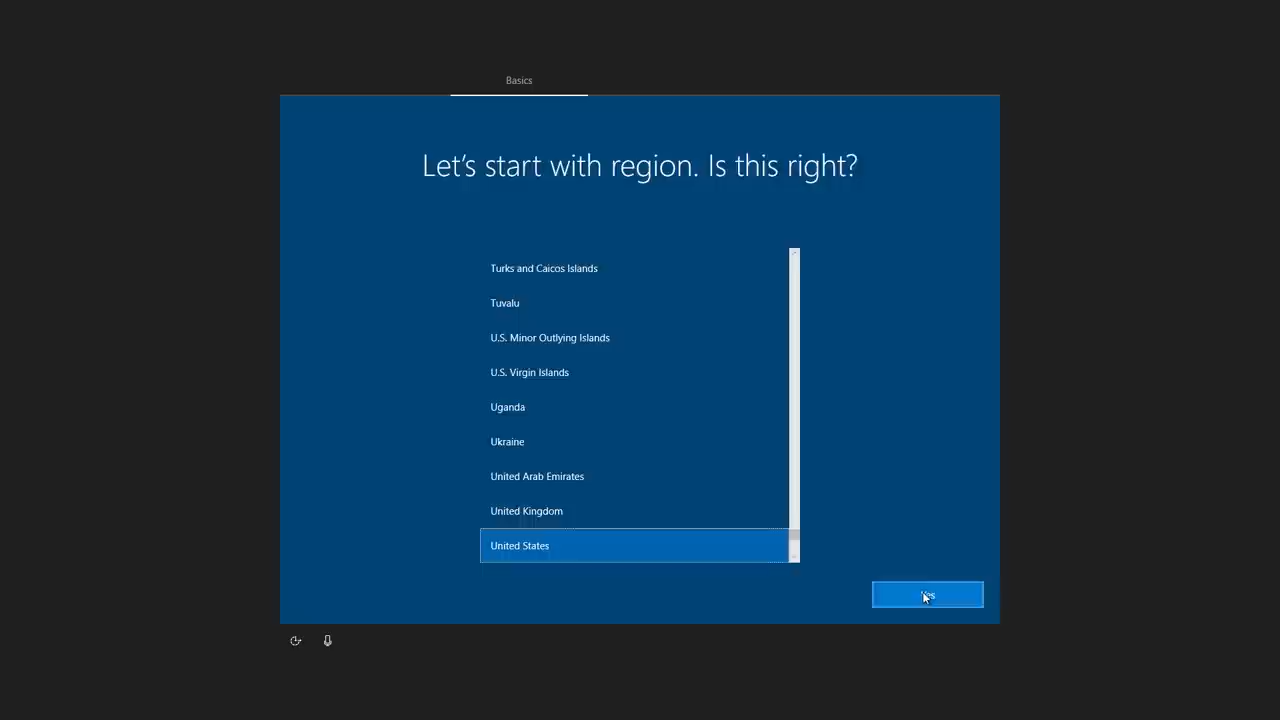 Basics
Let's start with region. Is this right?
Turks and Caicos Islands
Tuvalu
U.S. Minor Outlying Islands
U.S. Virgin Islands
Uganda
Ukraine
United Arab Emirates
United Kingdom
United States
Yes